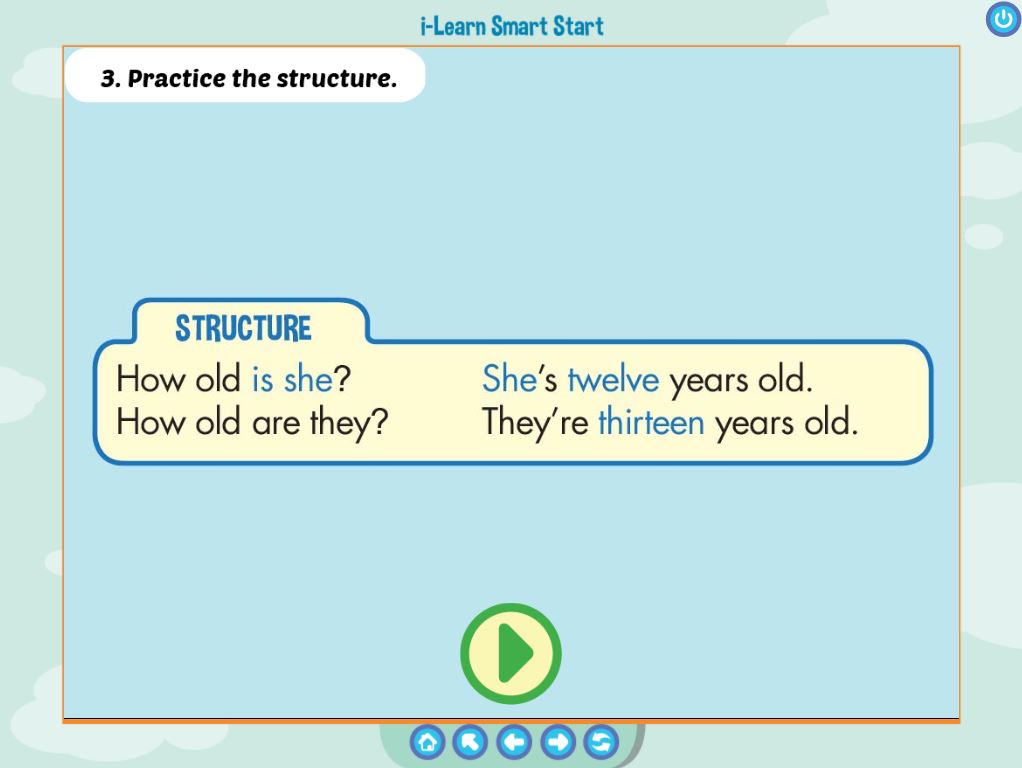 i-Learn Smart Start
3. Practice the structure.
STRUCTURE
How old is she? She's twelve years old.
How old are they? They're thirteen years old.